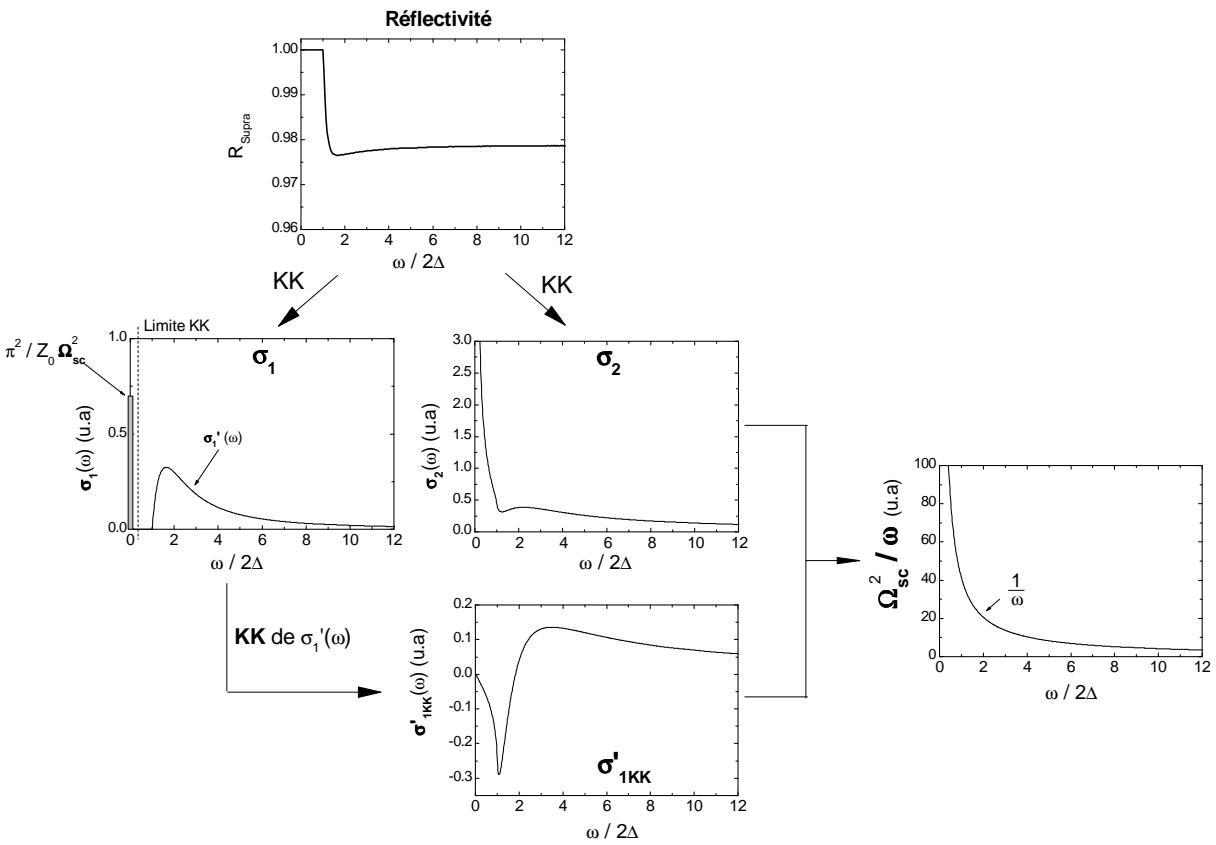 Réflectivité
1.00
0.99
0.98
0.97
0.96
R_Supra
0 2 4 6 8 10 12
ω / 2Δ
KK
KK
π² / Z₀ Ω²_sc
Limite KK
σ₁
1.0
0.5
0.0
σ₁(ω) (u.a)
σ₁' (ω)
0 2 4 6 8 10 12
ω / 2Δ
σ₂
3.0
2.5
2.0
1.5
1.0
0.5
0.0
σ₂(ω) (u.a)
0 2 4 6 8 10 12
ω / 2Δ
KK de σ₁'(ω)
0.2
0.1
0.0
-0.1
-0.2
-0.3
σ'_1KK(ω) (u.a)
σ'_1KK
0 2 4 6 8 10 12
ω / 2Δ
100
80
60
40
20
0
Ω²_sc / ω (u.a)
1/ω
0 2 4 6 8 10 12
ω / 2Δ